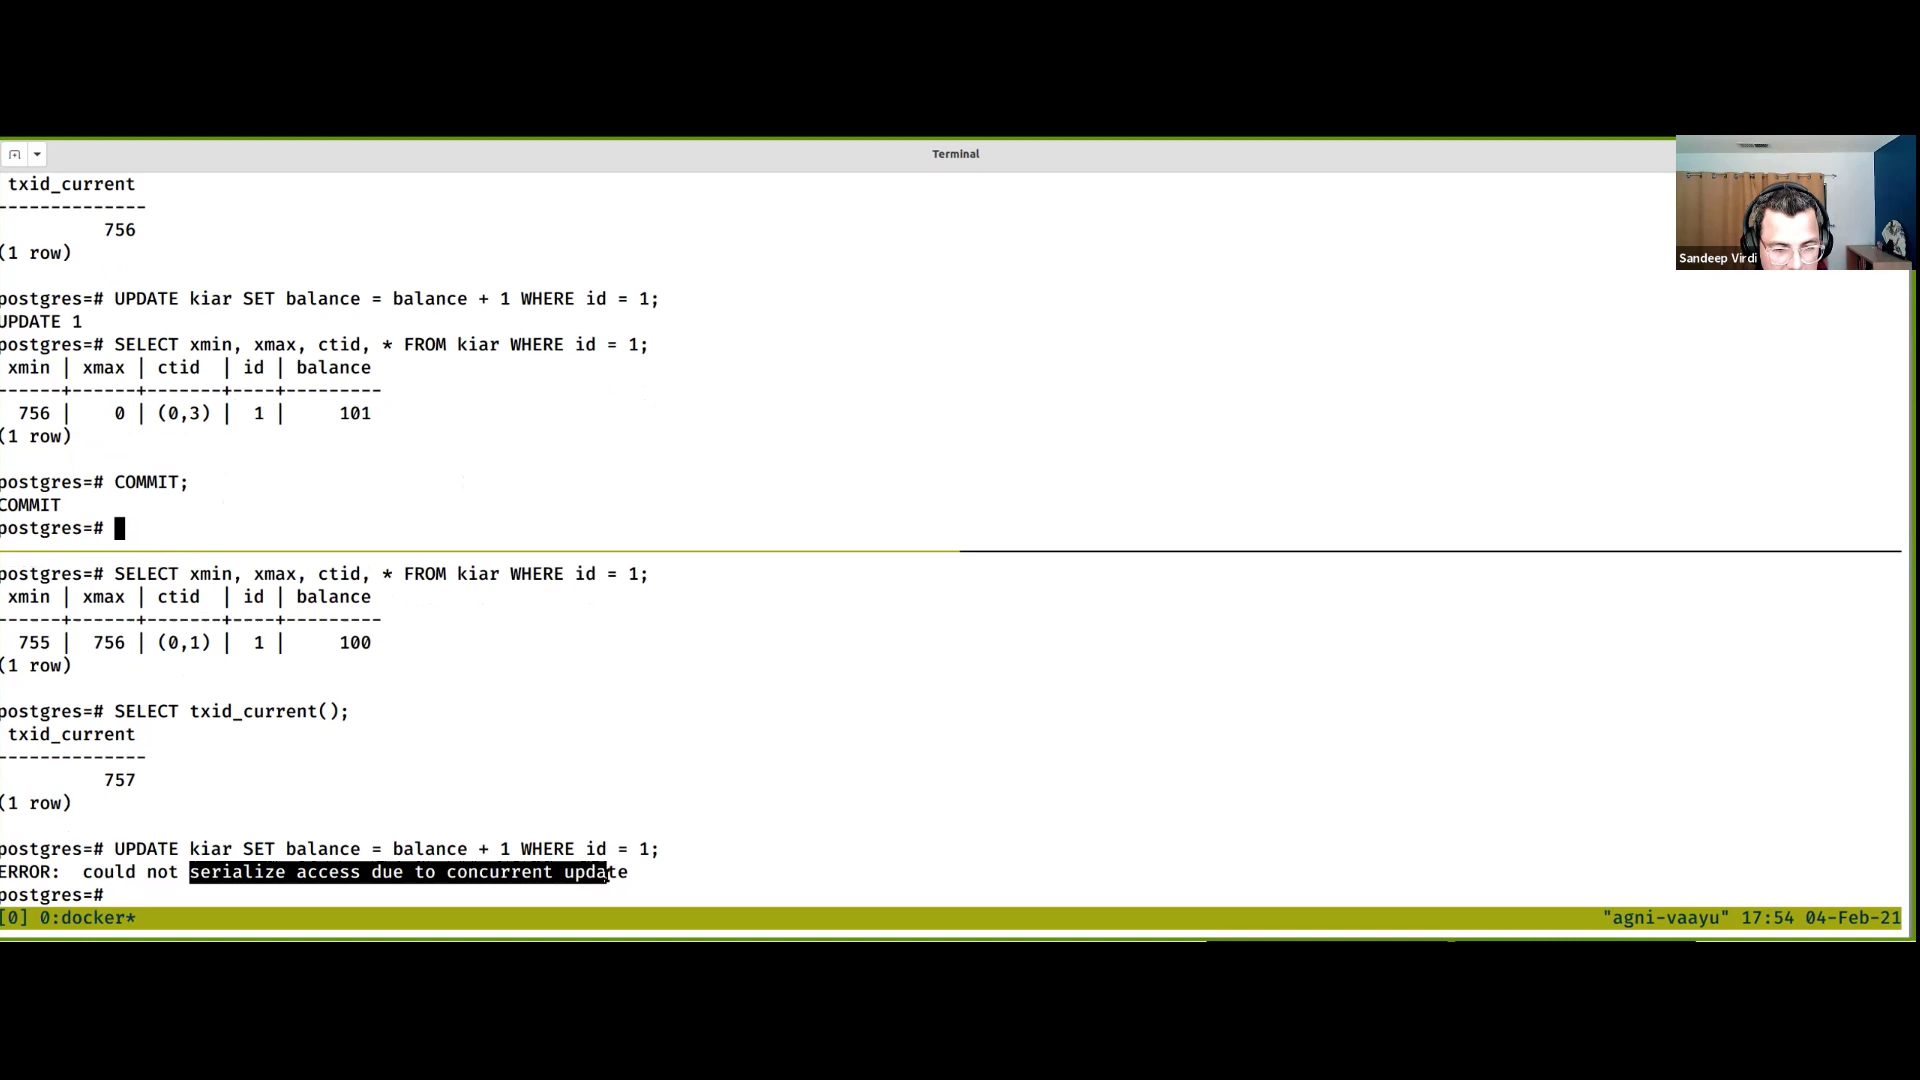 Terminal
txid_current
--------------
756
(1 row)
postgres=# UPDATE kiar SET balance = balance + 1 WHERE id = 1;
UPDATE 1
postgres=# SELECT xmin, xmax, ctid, * FROM kiar WHERE id = 1;
xmin | xmax | ctid | id | balance
------+------+-------+----+---------
756 | 0 | (0,3) | 1 | 101
(1 row)
postgres=# COMMIT;
COMMIT
postgres=#
postgres=# SELECT xmin, xmax, ctid, * FROM kiar WHERE id = 1;
xmin | xmax | ctid | id | balance
------+------+-------+----+---------
755 | 756 | (0,1) | 1 | 100
(1 row)
postgres=# SELECT txid_current();
txid_current
--------------
757
(1 row)
postgres=# UPDATE kiar SET balance = balance + 1 WHERE id = 1;
ERROR: could not serialize access due to concurrent update
postgres=#
[0] 0:docker* "agni-vaayu" 17:54 04-Feb-21
Sandeep Virdi